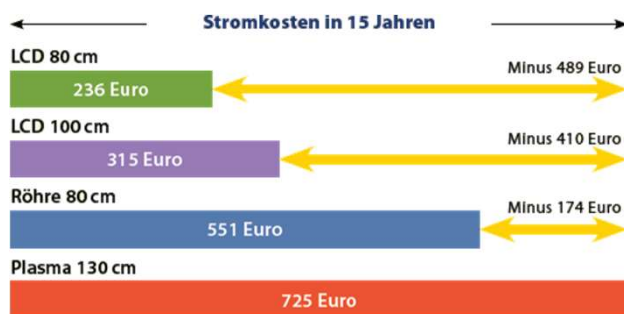 Stromkosten in 15 Jahren
LCD 80 cm
Minus 489 Euro
236 Euro
LCD 100 cm
Minus 410 Euro
315 Euro
Röhre 80 cm
Minus 174 Euro
551 Euro
Plasma 130 cm
725 Euro